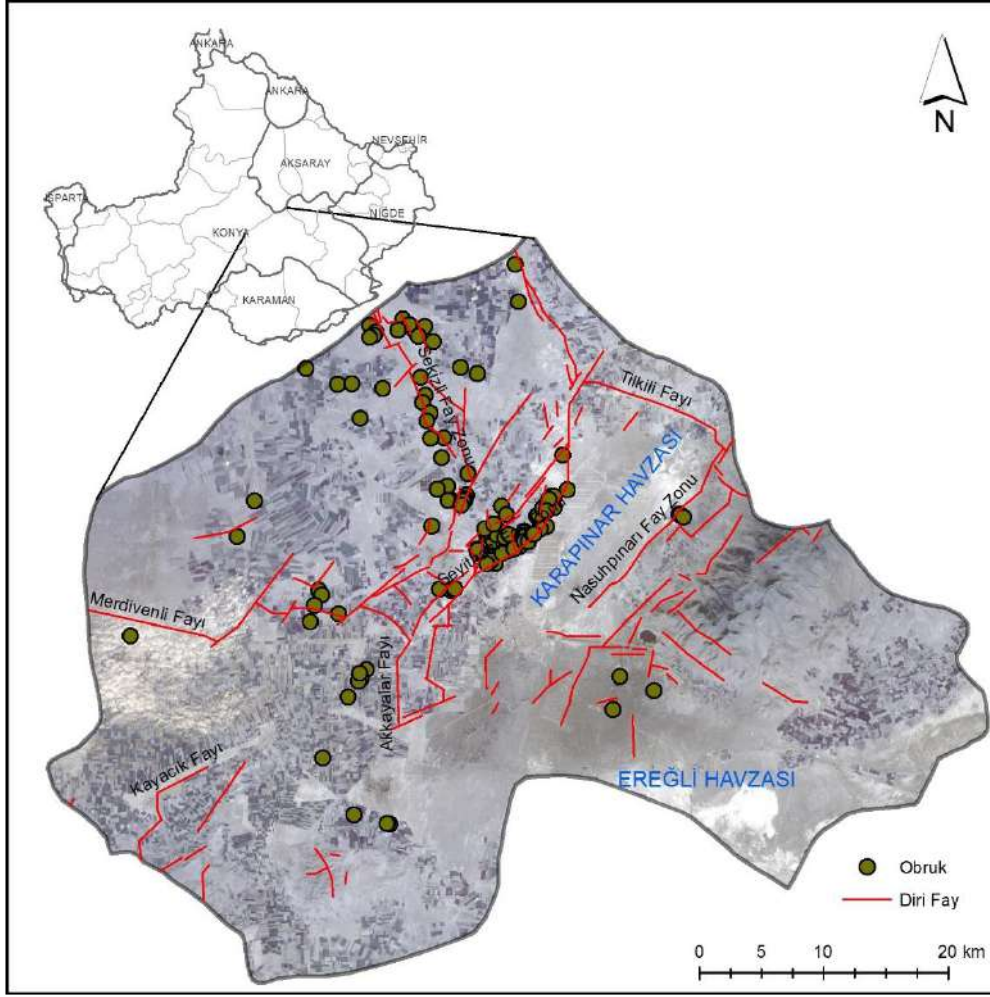 ANKARA
ANKARA
NEVŞEHİR
AKSARAY
ISPARTA
NİĞDE
KONYA
KARAMAN
N
Sekizli Fay Zonu
Tilkili Fayı
KARAPINAR HAVZASI
Nasuhpınarı Fay Zonu
Merdivenli Fayı
Akkayalar Fayı
Kayacık Fayı
EREĞLİ HAVZASI
Obruk
Diri Fay
0 5 10 20 km